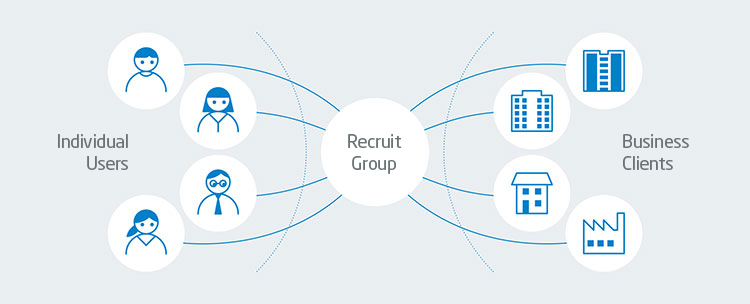 Individual
Users
Recruit
Group
Business
Clients